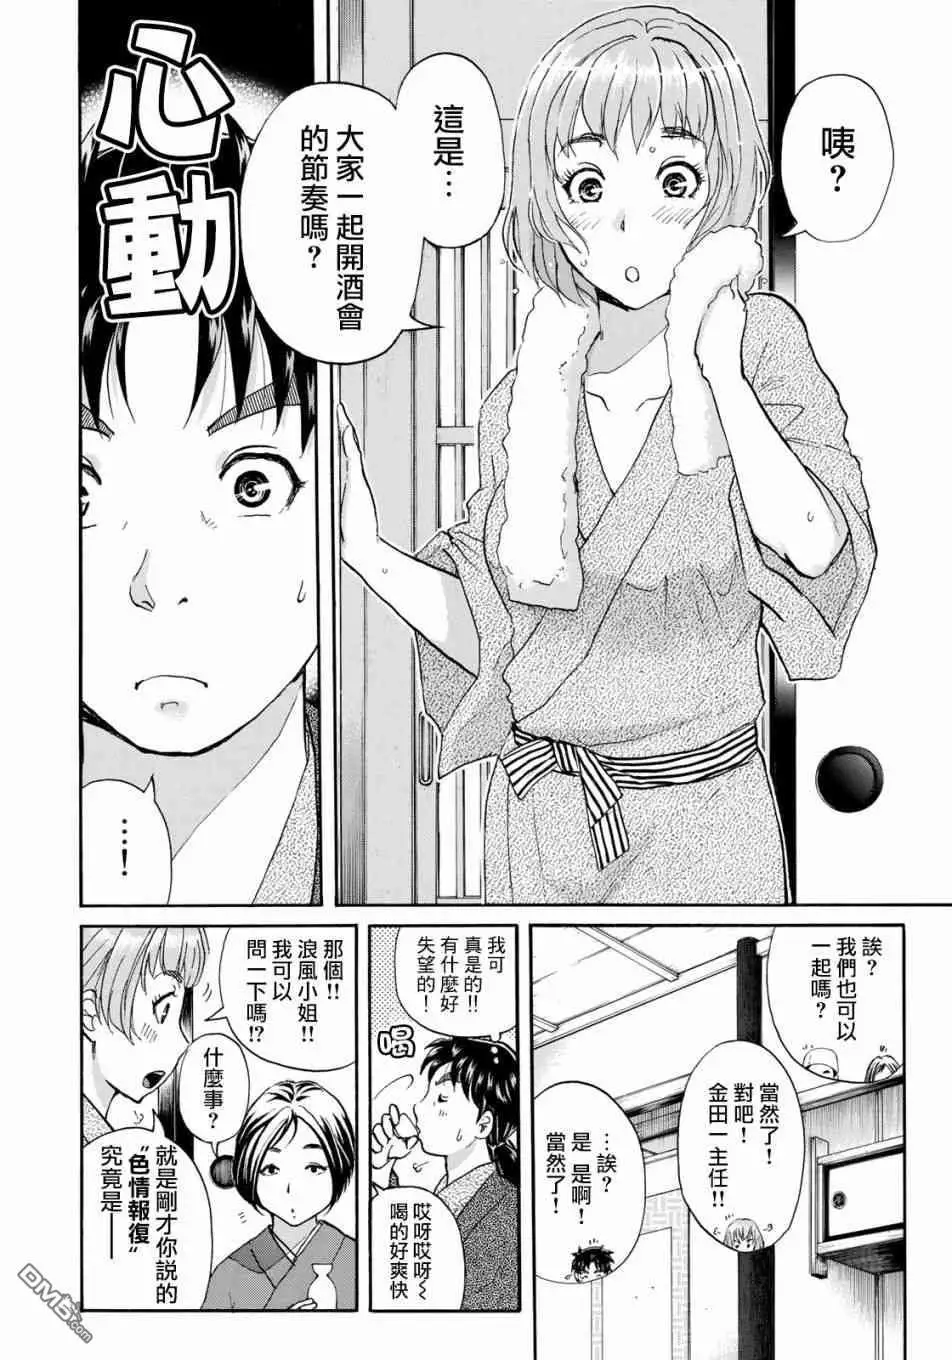 咦?
這是…
大家一起開酒會
的節奏嗎?
心動
…!
誒?
我們也可以
一起嗎?
當然了!
對吧!
金田一主任!!
…誒?
是 是啊!
當然了!
我可
真是的!!
有什麼好
失望的!
喝
哎呀哎呀~
喝的好爽快
那個!!
浪風小姐!!
我可以
問一下嗎!?
什麼事?
就是剛才你說的
"色情報復"
究竟是——
DM5
www.dm5.com